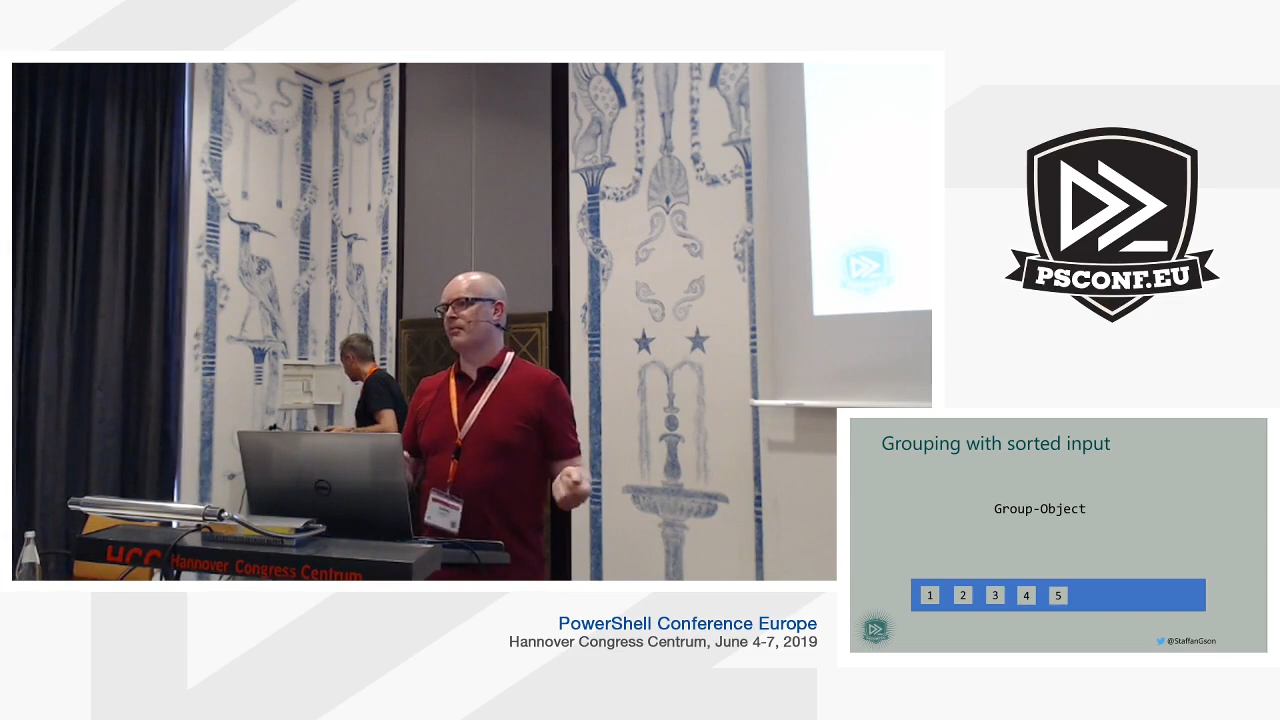 PSCONF.EU
HCC Hannover Congress Centrum
Grouping with sorted input
Group-Object
1 2 3 4 5
@StaffanGson
PowerShell Conference Europe
Hannover Congress Centrum, June 4-7, 2019